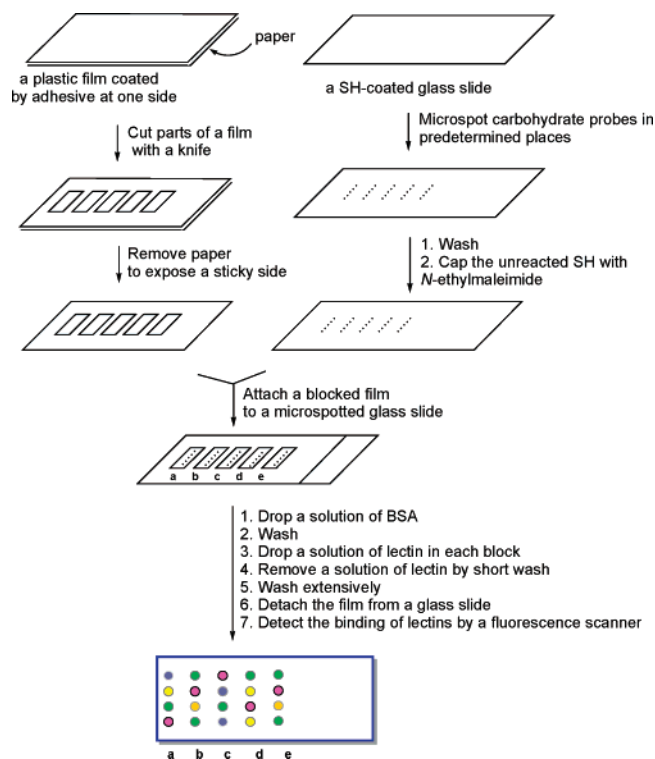 paper
a plastic film coated
by adhesive at one side
a SH-coated glass slide
Cut parts of a film
with a knife
Microspot carbohydrate probes in
predetermined places
Remove paper
to expose a sticky side
1. Wash
2. Cap the unreacted SH with
N-ethylmaleimide
Attach a blocked film
to a microspotted glass slide
a b c d e
1. Drop a solution of BSA
2. Wash
3. Drop a solution of lectin in each block
4. Remove a solution of lectin by short wash
5. Wash extensively
6. Detach the film from a glass slide
7. Detect the binding of lectins by a fluorescence scanner
a b c d e